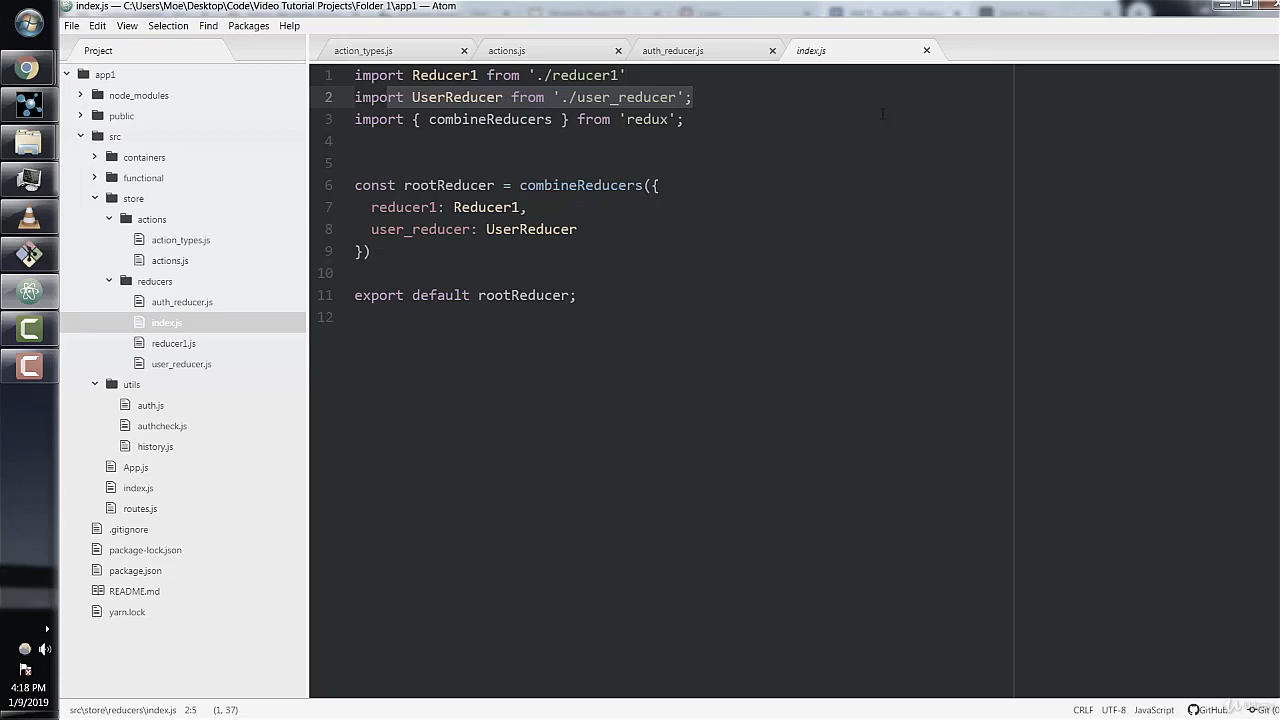 index.js — C:\Users\Moe\Desktop\Code\Video Tutorial Projects\Folder 1\app1 — Atom
File Edit View Selection Find Packages Help
Project
action_types.js
actions.js
auth_reducer.js
index.js
app1
node_modules
public
src
containers
functional
store
actions
action_types.js
actions.js
reducers
auth_reducer.js
index.js
reducer1.js
user_reducer.js
utils
auth.js
authcheck.js
history.js
App.js
index.js
routes.js
.gitignore
package-lock.json
package.json
README.md
yarn.lock
1 import Reducer1 from './reducer1'
2 import UserReducer from './user_reducer';
3 import { combineReducers } from 'redux';
4
5
6 const rootReducer = combineReducers({
7 reducer1: Reducer1,
8 user_reducer: UserReducer
9 })
10
11 export default rootReducer;
12
4:18 PM
1/9/2019
src\store\reducers\index.js 2:5 (1, 37)
CRLF UTF-8 JavaScript GitHub Git (0